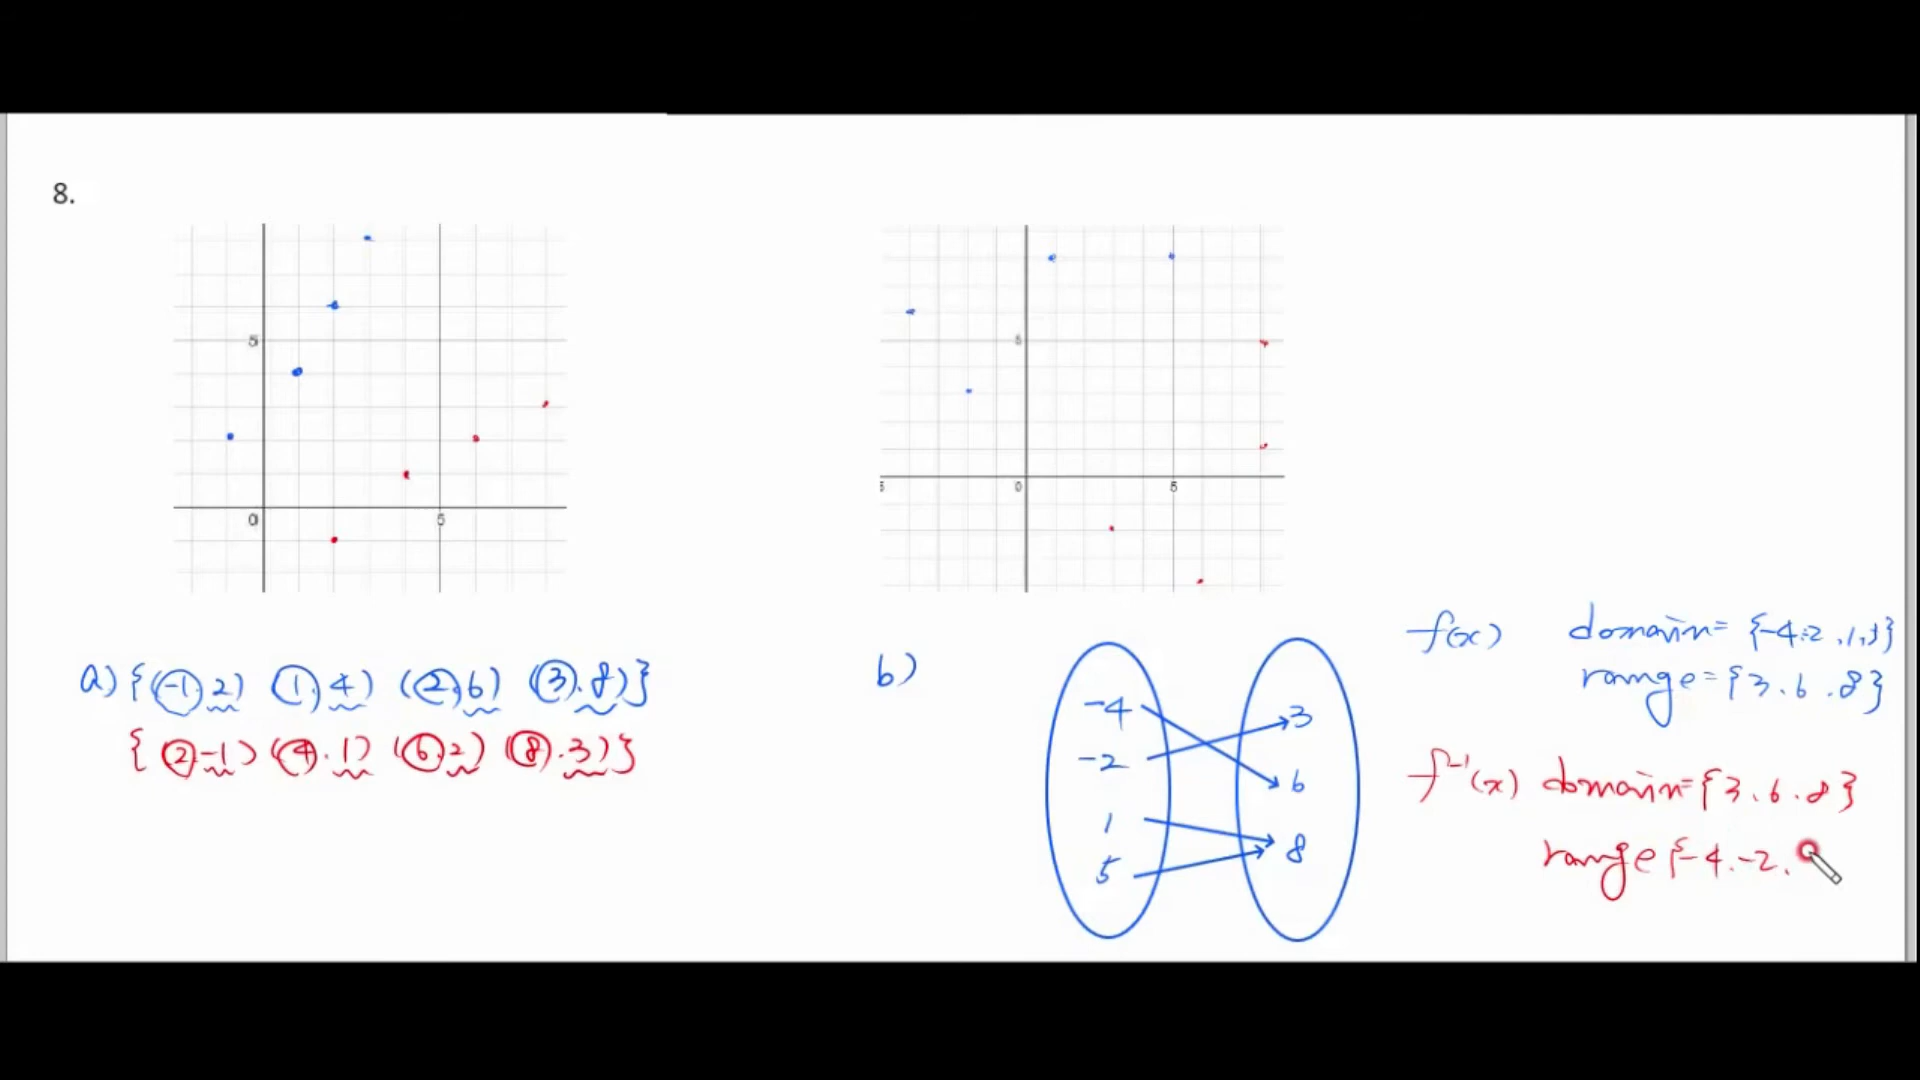 8.
5
0
5
5
5
0
5
a) {(-1, 2) (1, 4) (2, 6) (3, 8)}
{(2, -1) (4, 1) (6, 2) (8, 3)}
b)
-4
-2
1
5
3
6
8
f(x) domain = {-4, -2, 1, 5}
range = {3, 6, 8}
f⁻¹(x) domain = {3, 6, 8}
range {-4, -2,